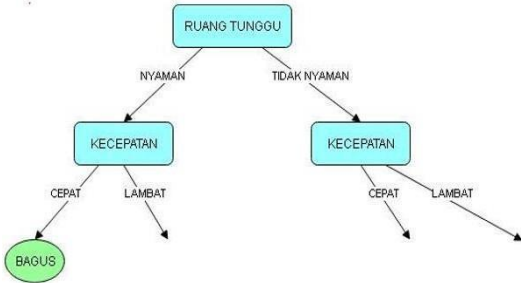 RUANG TUNGGU
NYAMAN
TIDAK NYAMAN
KECEPATAN
KECEPATAN
CEPAT
LAMBAT
CEPAT
LAMBAT
BAGUS